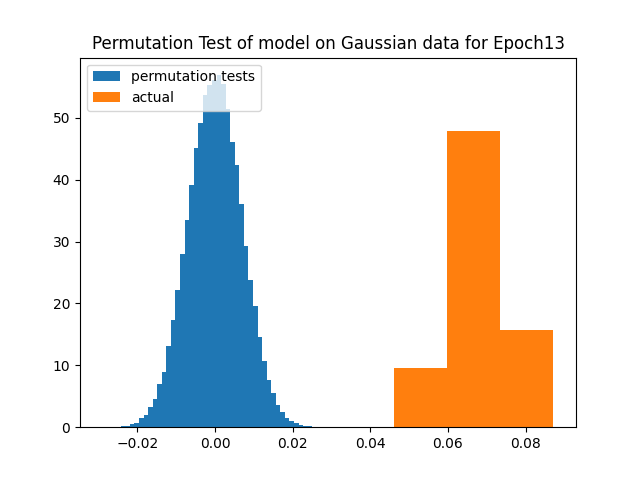 Permutation Test of model on Gaussian data for Epoch13
permutation tests
actual
50
40
30
20
10
0
−0.02 0.00 0.02 0.04 0.06 0.08